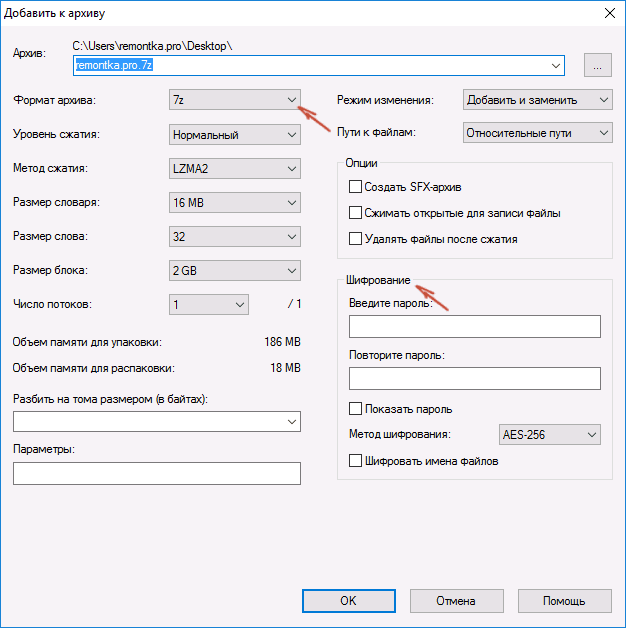 Добавить к архиву
Архив:
C:\Users\remontka.pro\Desktop\
remontka.pro.7z
...
Формат архива:
7z
Уровень сжатия:
Нормальный
Метод сжатия:
LZMA2
Размер словаря:
16 MB
Размер слова:
32
Размер блока:
2 GB
Число потоков:
1
/ 1
Объем памяти для упаковки:
186 MB
Объем памяти для распаковки:
18 MB
Разбить на тома размером (в байтах):
Параметры:
Режим изменения:
Добавить и заменить
Пути к файлам:
Относительные пути
Опции
Создать SFX-архив
Сжимать открытые для записи файлы
Удалять файлы после сжатия
Шифрование
Введите пароль:
Повторите пароль:
Показать пароль
Метод шифрования:
AES-256
Шифровать имена файлов
OK
Отмена
Помощь